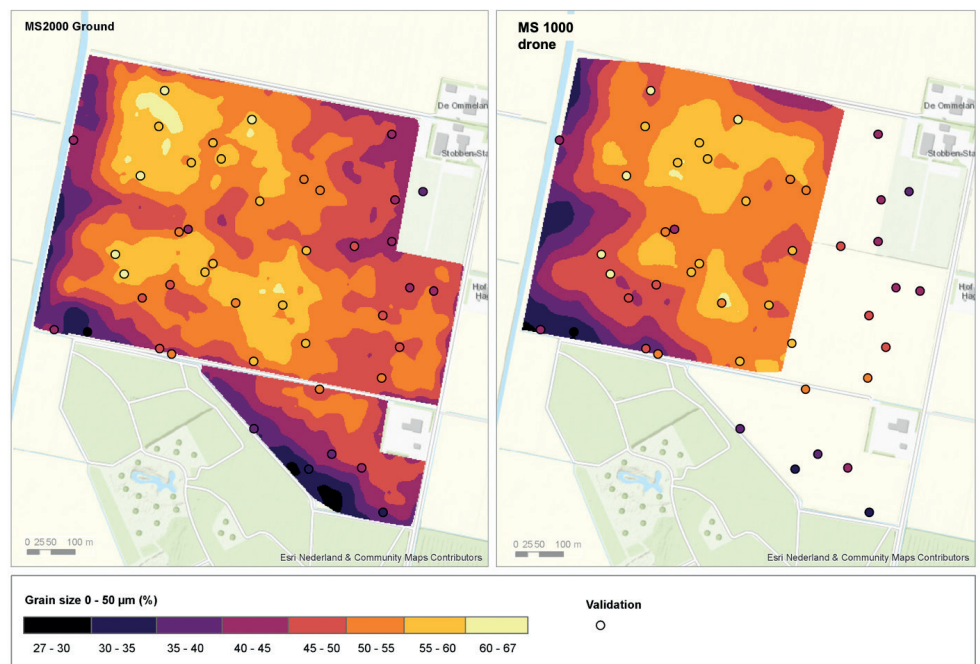 MS2000 Ground
De Ommelan
Stobben-Sta
Hof
Hag
0 25 50 100 m
Esri Nederland & Community Maps Contributors
MS 1000
drone
De Ommelan
Stobben-Sta
Hof
Hag
0 25 50 100 m
Esri Nederland & Community Maps Contributors
Grain size 0 - 50 µm (%)
27 - 30 30 - 35 35 - 40 40 - 45 45 - 50 50 - 55 55 - 60 60 - 67
Validation